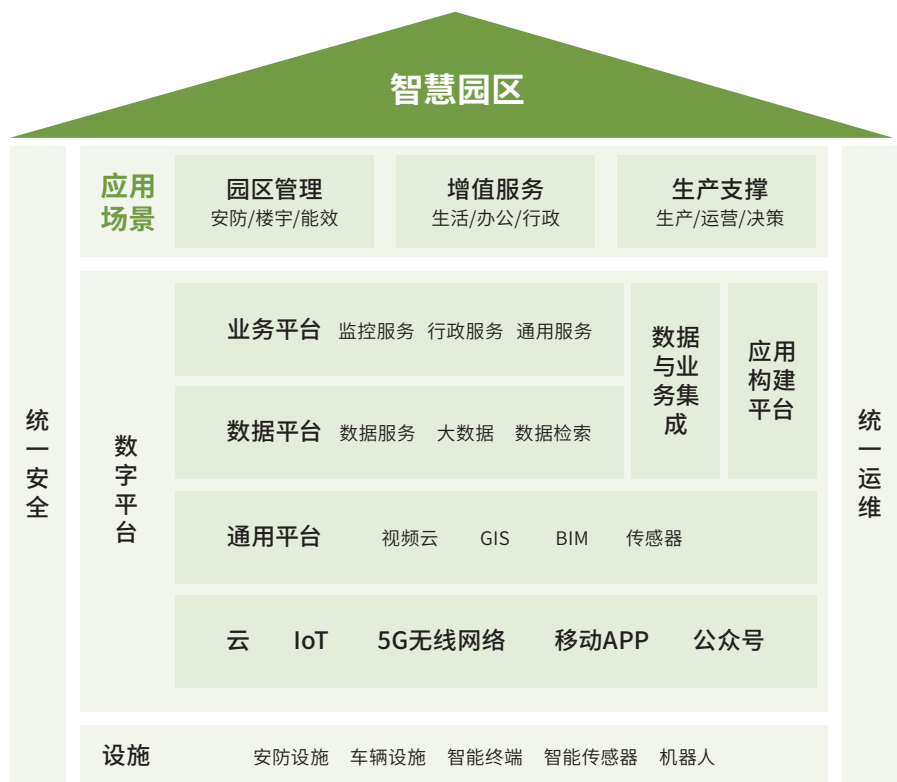 智慧园区
应用
场景
园区管理
安防/楼宇/能效
增值服务
生活/办公/行政
生产支撑
生产/运营/决策
统一安全
数字平台
业务平台 监控服务 行政服务 通用服务
数据平台 数据服务 大数据 数据检索
数据
与业
务集
成
应用
构建
平台
通用平台 视频云 GIS BIM 传感器
云 IoT 5G无线网络 移动APP 公众号
统一运维
设施 安防设施 车辆设施 智能终端 智能传感器 机器人